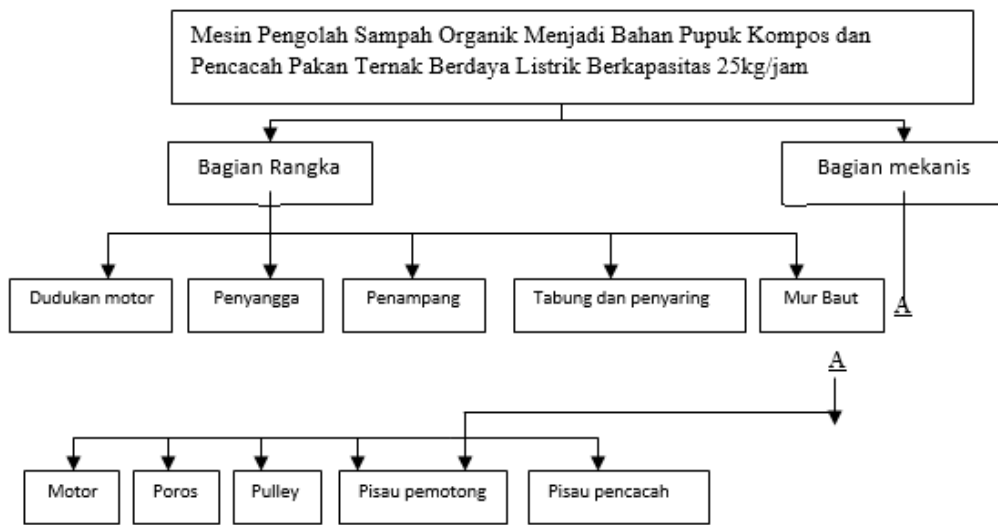 Mesin Pengolah Sampah Organik Menjadi Bahan Pupuk Kompos dan
Pencacah Pakan Ternak Berdaya Listrik Berkapasitas 25kg/jam
Bagian Rangka
Bagian mekanis
Dudukan motor
Penyangga
Penampang
Tabung dan penyaring
Mur Baut
A
A
Motor
Poros
Pulley
Pisau pemotong
Pisau pencacah